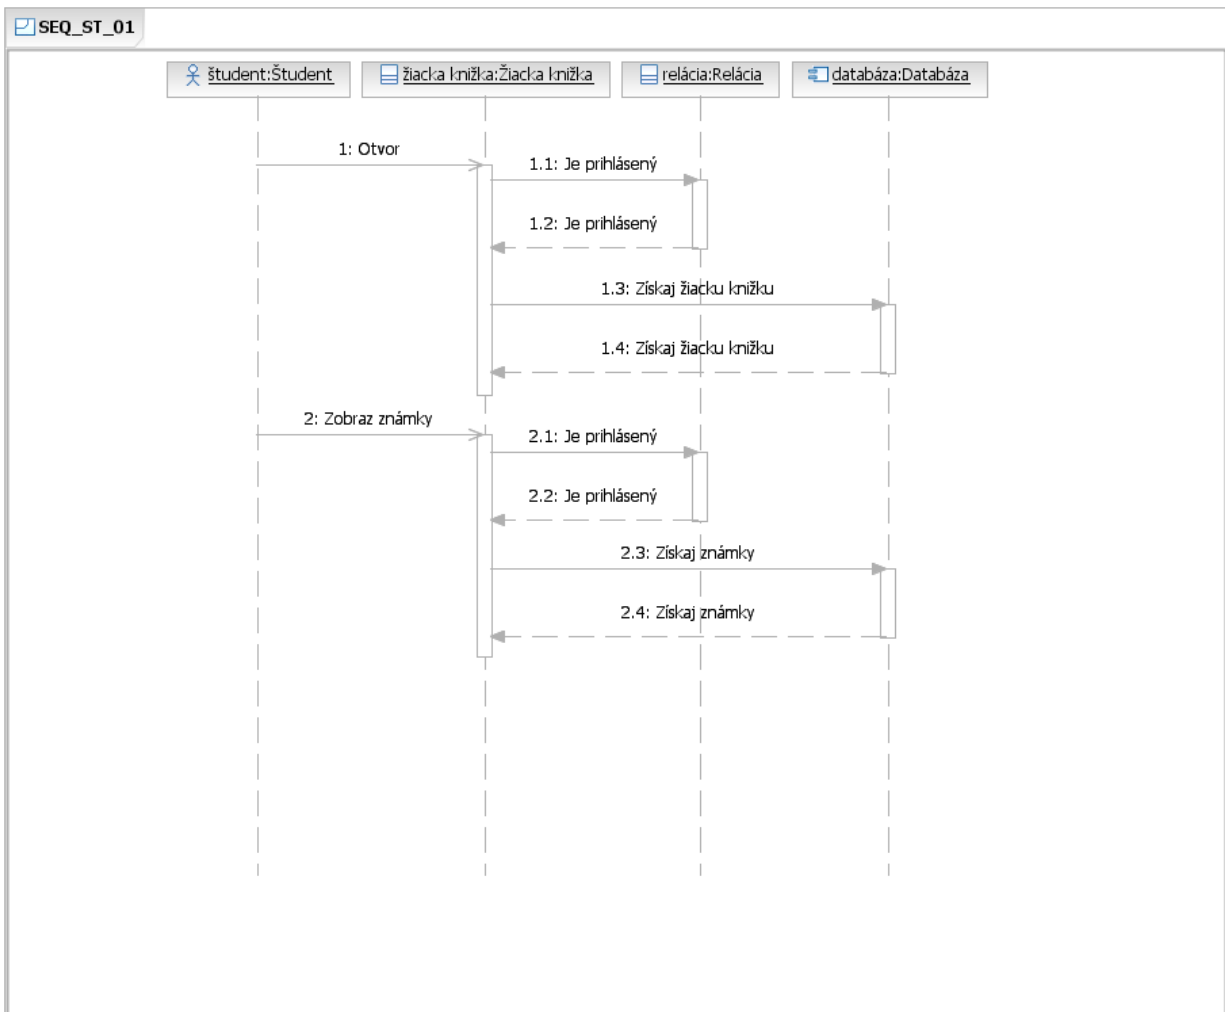 SEQ_ST_01
študent:Študent
žiacka knižka:Žiacka knižka
relácia:Relácia
databáza:Databáza
1: Otvor
1.1: Je prihlásený
1.2: Je prihlásený
1.3: Získaj žiacku knižku
1.4: Získaj žiacku knižku
2: Zobraz známky
2.1: Je prihlásený
2.2: Je prihlásený
2.3: Získaj známky
2.4: Získaj známky